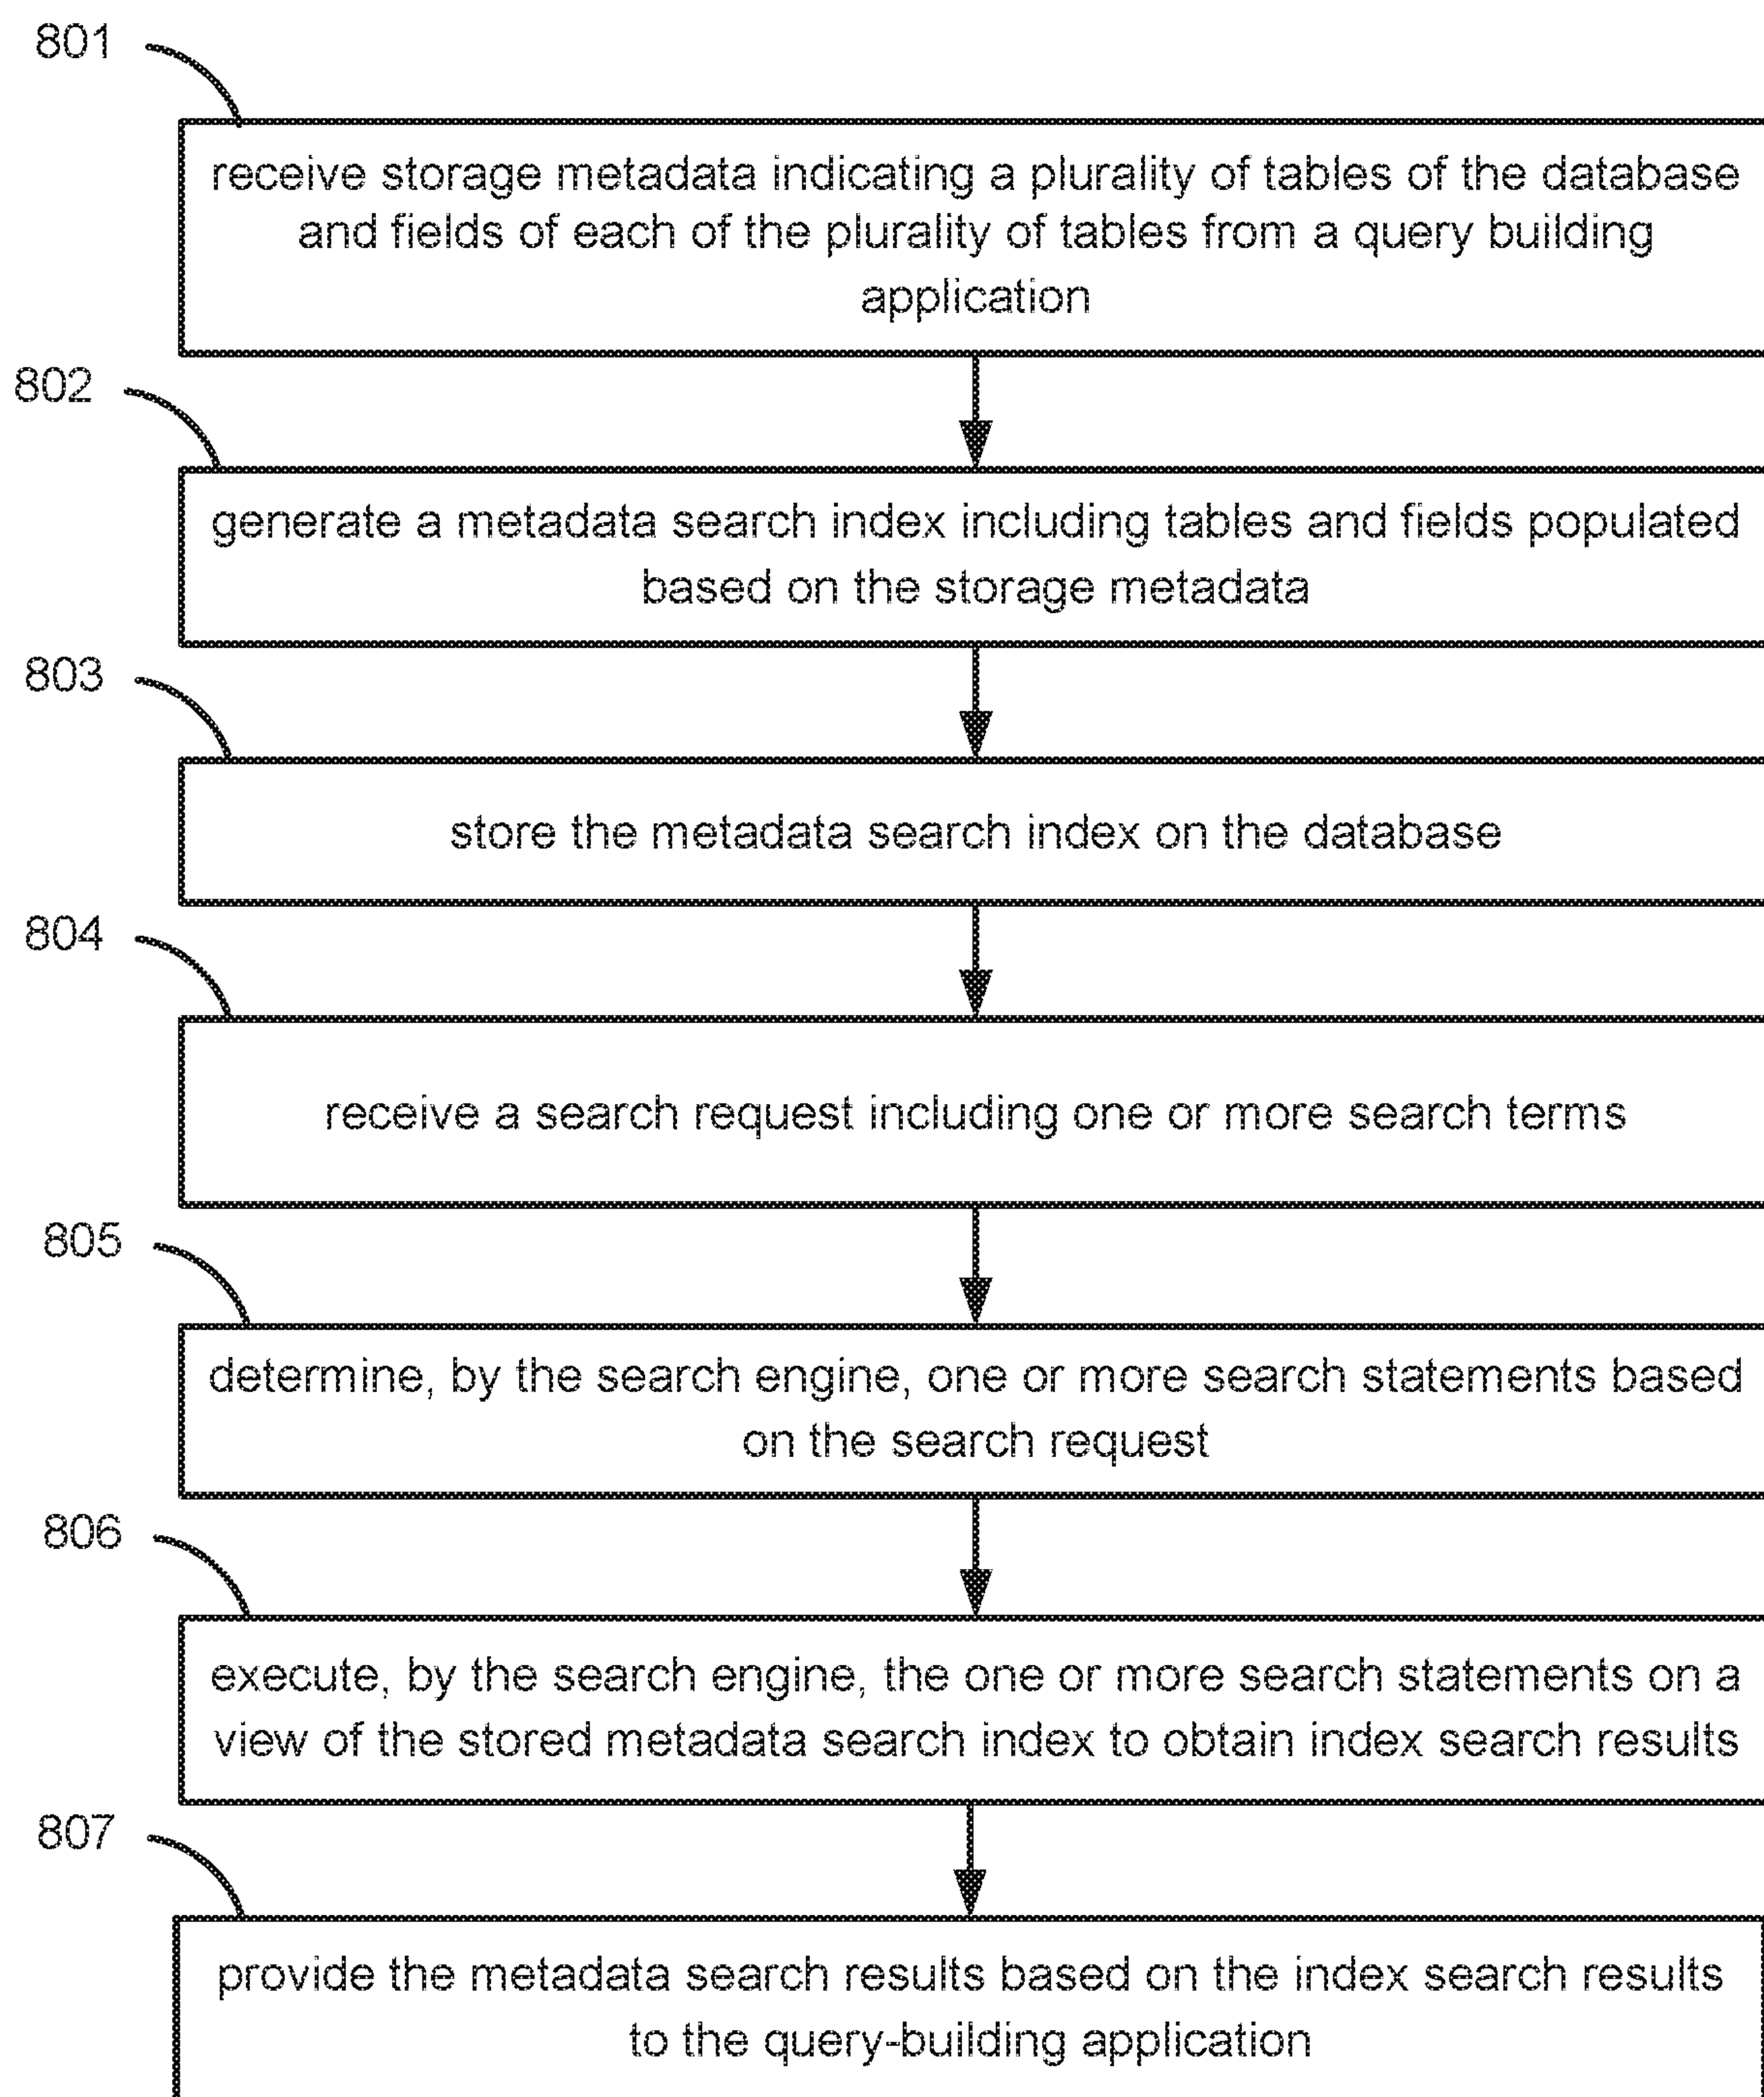 801
receive storage metadata indicating a plurality of tables of the database
and fields of each of the plurality of tables from a query building
application
802
generate a metadata search index including tables and fields populated
based on the storage metadata
803
store the metadata search index on the database
804
receive a search request including one or more search terms
805
determine, by the search engine, one or more search statements based
on the search request
806
execute, by the search engine, the one or more search statements on a
view of the stored metadata search index to obtain index search results
807
provide the metadata search results based on the index search results
to the query-building application